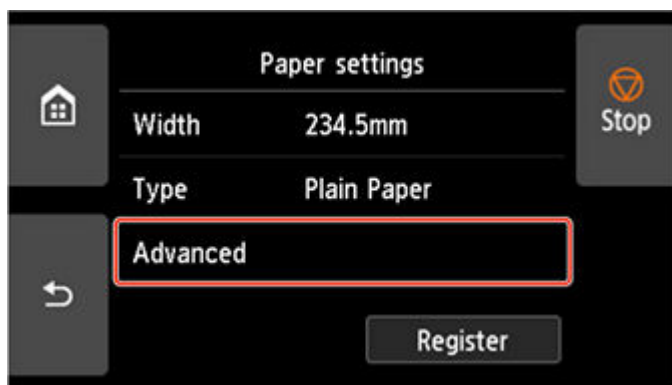 Paper settings
Stop
Width 234.5mm
Type Plain Paper
Advanced
Register